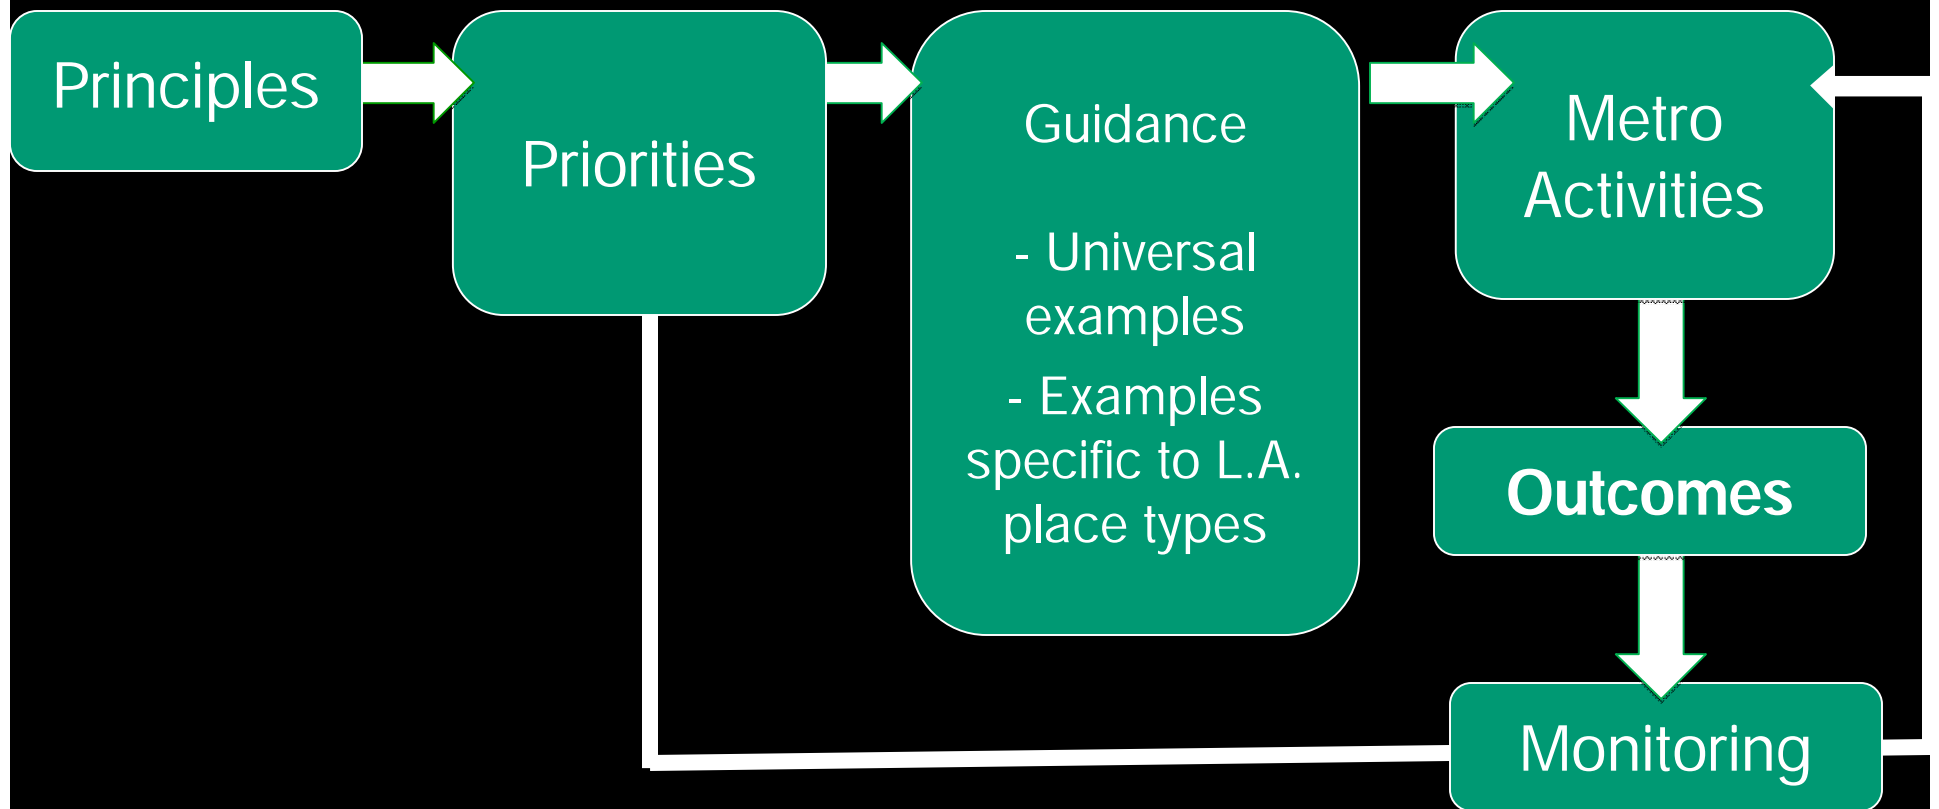 Principles
Priorities
Guidance
- Universal
examples
- Examples
specific to L.A.
place types
Metro
Activities
Outcomes
Monitoring